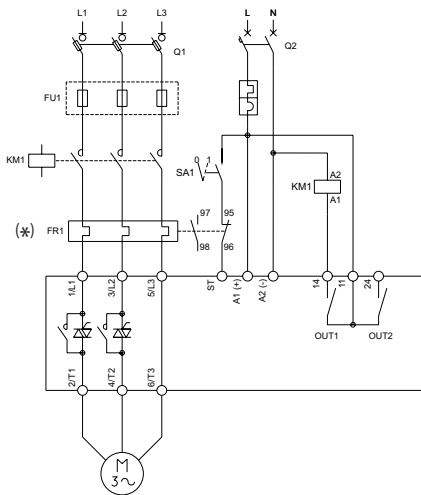 L1 L2 L3 L N
Q1 Q2
FU1
0 1
SA1
KM1
A2
KM1
A1
97 95
(*) FR1
98 96
1/L1 3/L2 5/L3 ST A1 (+) A2 (-) 14 11 24
OUT1 OUT2
2/T1 4/T2 6/T3
M
3~